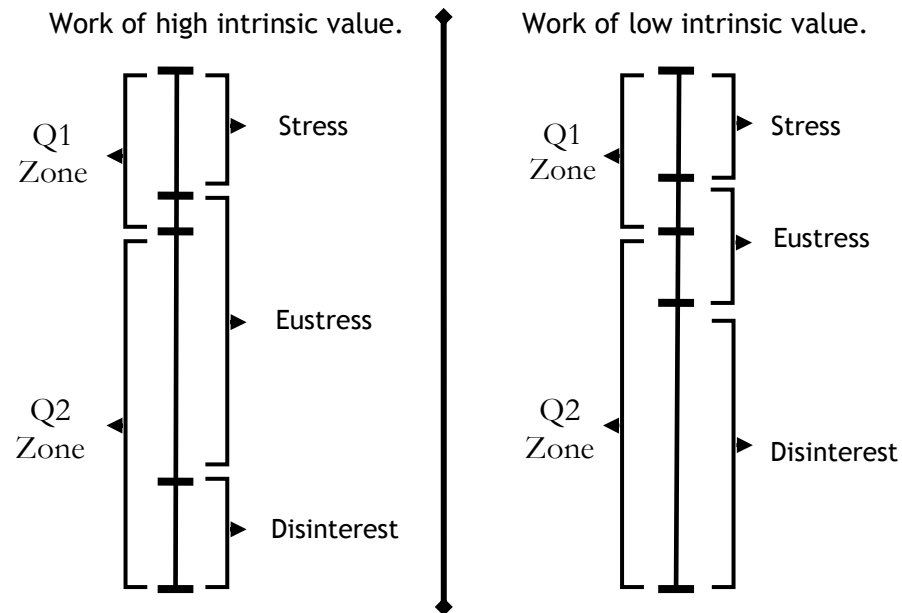 Work of high intrinsic value.
Q1
Zone
Stress
Eustress
Q2
Zone
Disinterest
Work of low intrinsic value.
Q1
Zone
Stress
Eustress
Q2
Zone
Disinterest